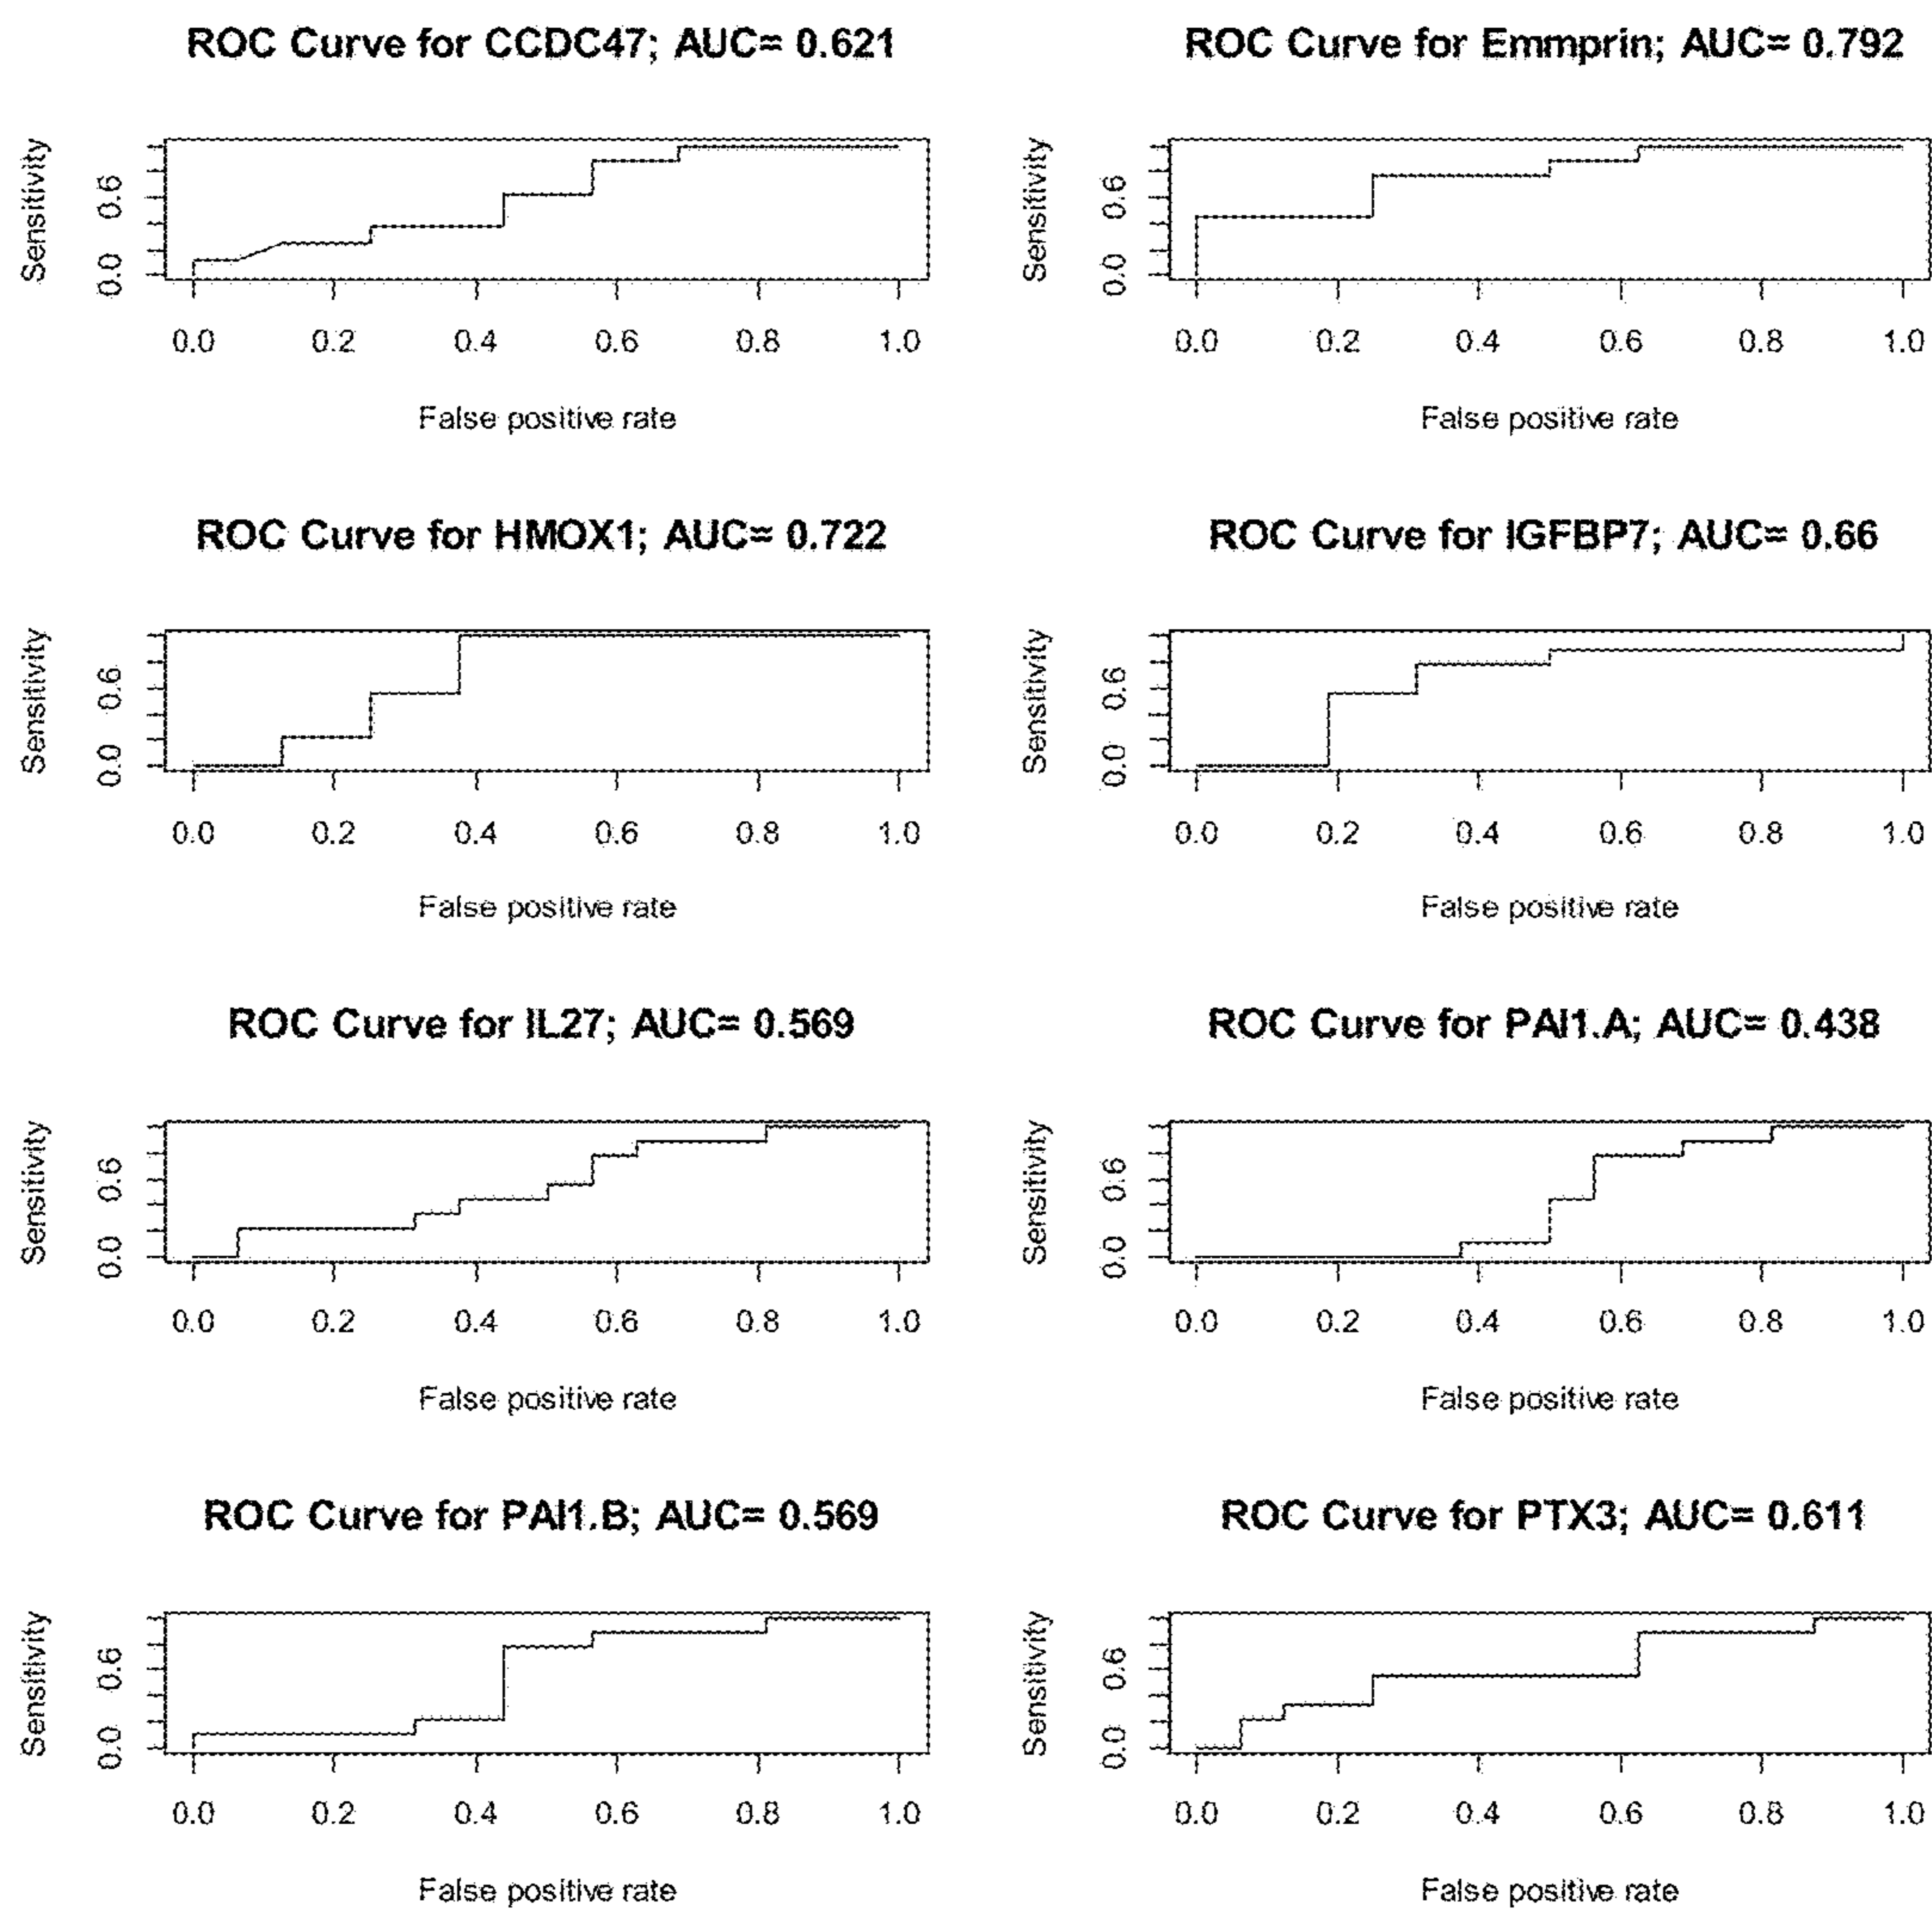 ROC Curve for CCDC47; AUC= 0.621
Sensitivity
0.6
0.0
0.0 0.2 0.4 0.6 0.8 1.0
False positive rate
ROC Curve for Emmprin; AUC= 0.792
Sensitivity
0.6
0.0
0.0 0.2 0.4 0.6 0.8 1.0
False positive rate
ROC Curve for HMOX1; AUC= 0.722
Sensitivity
0.6
0.0
0.0 0.2 0.4 0.6 0.8 1.0
False positive rate
ROC Curve for IGFBP7; AUC= 0.66
Sensitivity
0.6
0.0
0.0 0.2 0.4 0.6 0.8 1.0
False positive rate
ROC Curve for IL27; AUC= 0.569
Sensitivity
0.6
0.0
0.0 0.2 0.4 0.6 0.8 1.0
False positive rate
ROC Curve for PAI1.A; AUC= 0.438
Sensitivity
0.6
0.0
0.0 0.2 0.4 0.6 0.8 1.0
False positive rate
ROC Curve for PAI1.B; AUC= 0.569
Sensitivity
0.6
0.0
0.0 0.2 0.4 0.6 0.8 1.0
False positive rate
ROC Curve for PTX3; AUC= 0.611
Sensitivity
0.6
0.0
0.0 0.2 0.4 0.6 0.8 1.0
False positive rate